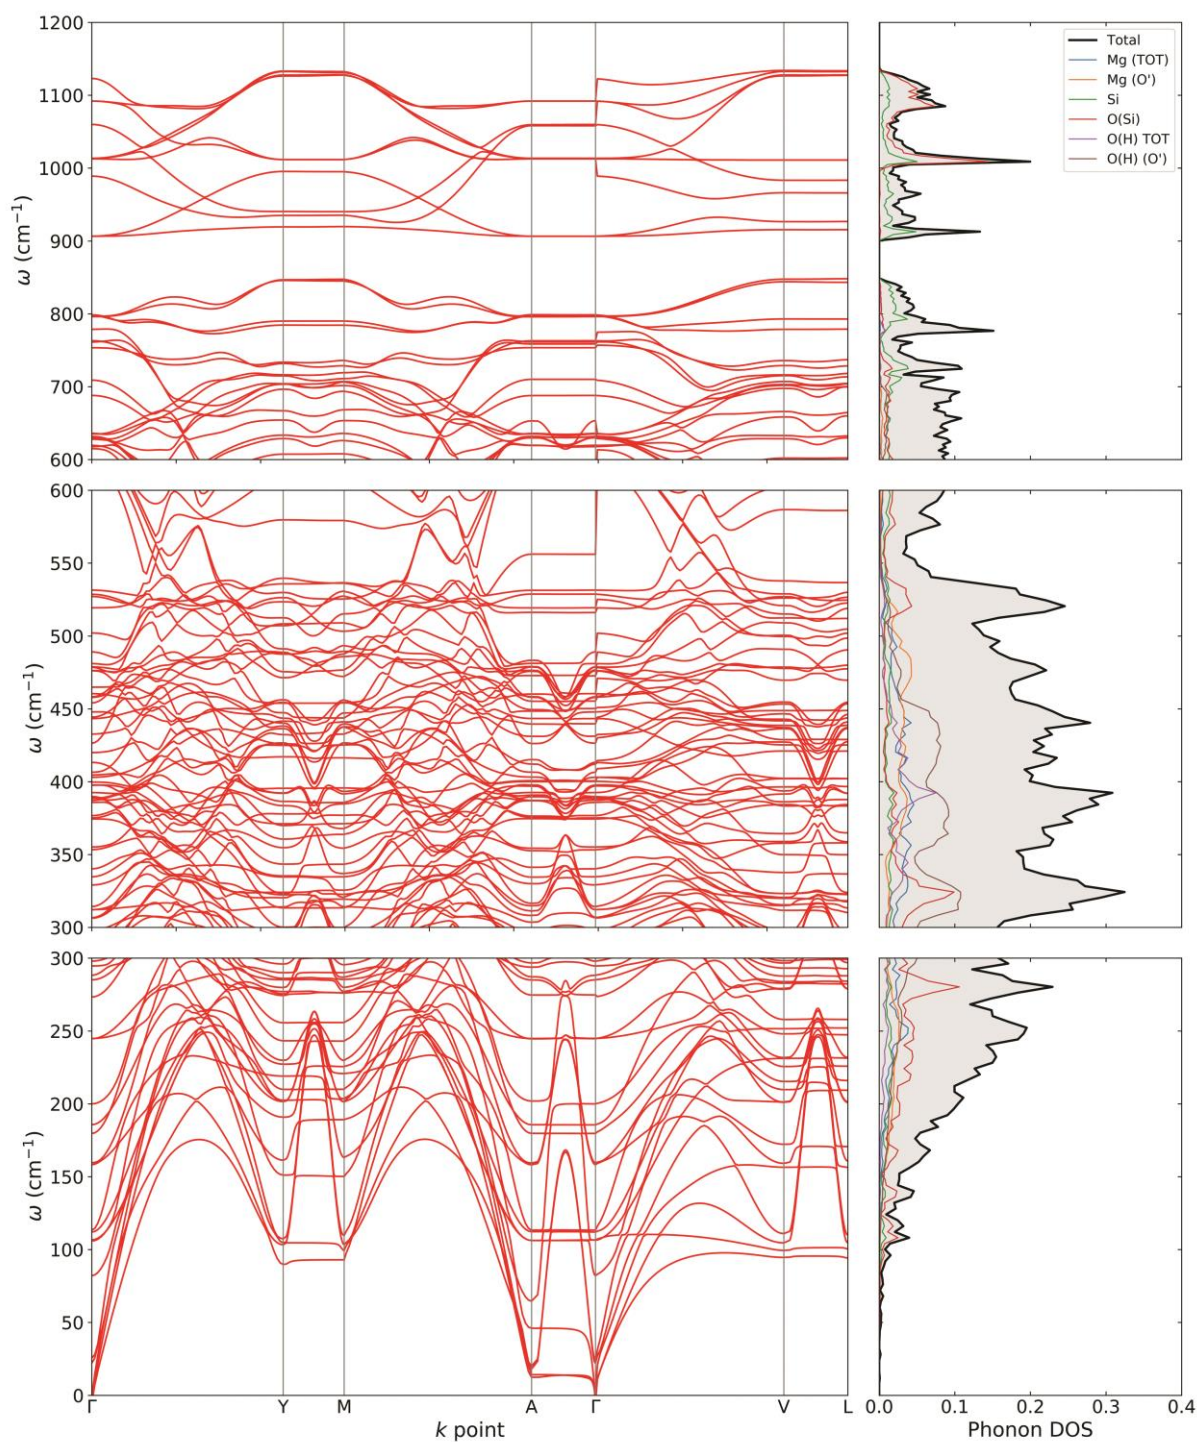 1200
1100
1000
900
800
700
600
ω (cm⁻¹)
Total
Mg (TOT)
Mg (O')
Si
O(Si)
O(H) TOT
O(H) (O')
600
550
500
450
400
350
300
ω (cm⁻¹)
300
250
200
150
100
50
0
ω (cm⁻¹)
Γ Y M A Γ V L
k point
0.0 0.1 0.2 0.3 0.4
Phonon DOS